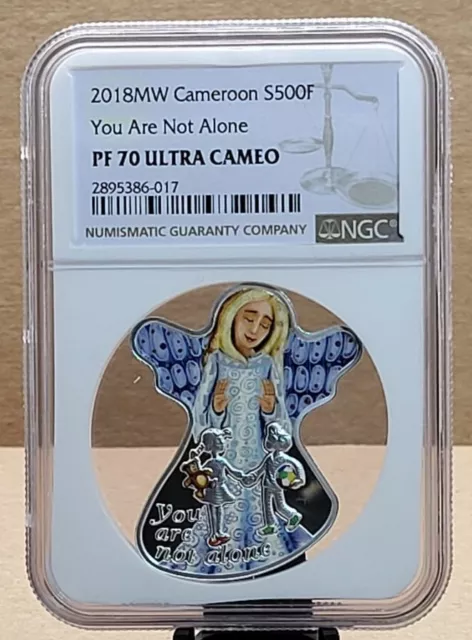 2018MW Cameroon S500F
You Are Not Alone
PF 70 ULTRA CAMEO
2895386-017
NUMISMATIC GUARANTY COMPANY
NGC®
you
are
not alone